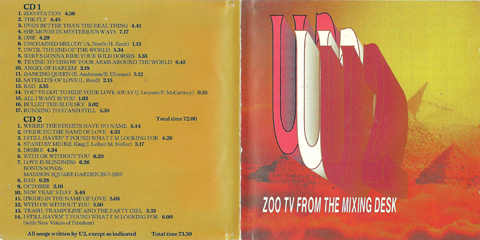 CD 1
1. ZOO STATION 4.36
2. THE FLY 4.45
3. EVEN BETTER THAN THE REAL THING 4.41
4. SHE MOVES IN MYSTERIOUS WAYS 7.17
5. ONE 4.29
6. UNCHAINED MELODY (A. North/H. Zaret) 1.13
7. UNTIL THE END OF THE WORLD 5.34
8. WHO'S GONNA RIDE YOUR WILD HORSES 5.55
9. TRYING TO THROW YOUR ARMS AROUND THE WORLD 6.45
10. ANGEL OF HARLEM 5.18
11. DANCING QUEEN (B. Anderson/B. Ulvaeus) 3.12
12. SATELLITE OF LOVE (L. Reed) 2.15
13. BAD 5.35
14. YOU'VE GOT TO HIDE YOUR LOVE AWAY (J. Lennon/P. McCartney) 0.35
15. ALL I WANT IS YOU 1.03
16. BULLET THE BLUE SKY 5.02
17. RUNNING TO STAND STILL 5.38
CD 2 Total time 72.00
1. WHERE THE STREETS HAVE NO NAME 5.44
2. (PRIDE) IN THE NAME OF LOVE 4.33
3. I STILL HAVEN'T FOUND WHAT I'M LOOKING FOR 4.26
4. STAND BY ME (B.E. King/J. Leiber/M. Stoller) 3.17
5. DESIRE 4.34
6. WITH OR WITHOUT YOU 6.20
7. LOVE IS BLINDNESS 6.26
BONUS SONGS
MADISON SQUARE GARDEN 28-7-1987:
8. BAD 9.28
9. OCTOBER 2.10
10. NEW YEAR'S DAY 5.48
11. (PRIDE) IN THE NAME OF LOVE 5.08
12. WITH OR WITHOUT YOU 5.50
13. TRASH, TRAMPOLINE AND THE PARTY GIRL 3.33
14. I STILL HAVEN'T FOUND WHAT I'M LOOKING FOR 6.00
(with New Voices of Freedom)
All songs written by U2, except as indicated Total time 73.30
ZOO TV FROM THE MIXING DESK